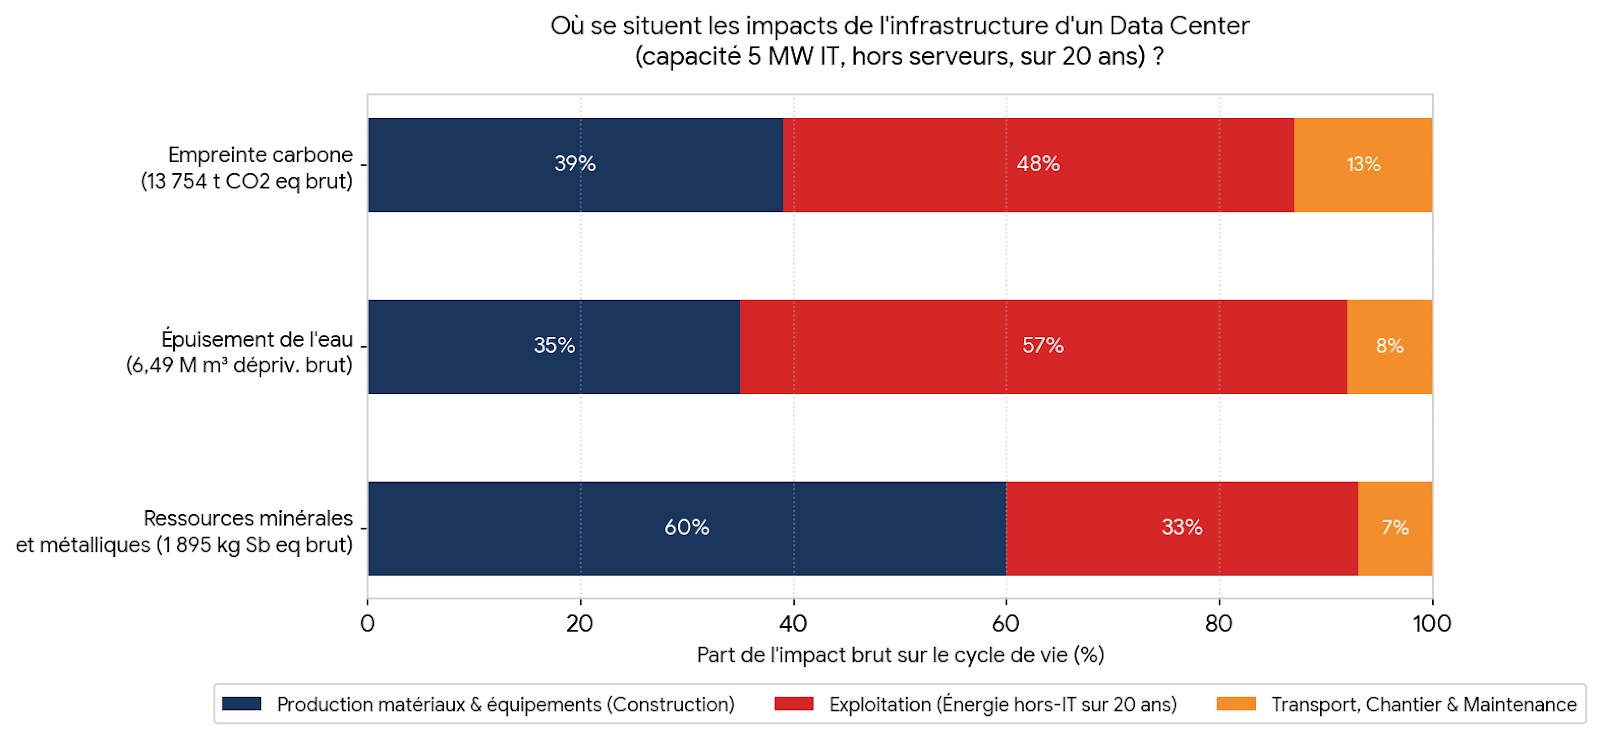 Où se situent les impacts de l'infrastructure d'un Data Center
(capacité 5 MW IT, hors serveurs, sur 20 ans) ?
Empreinte carbone
(13 754 t CO2 eq brut)
39%
48%
13%
Épuisement de l'eau
(6,49 M m³ dépriv. brut)
35%
57%
8%
Ressources minérales
et métalliques (1 895 kg Sb eq brut)
60%
33%
7%
0
20
40
60
80
100
Part de l'impact brut sur le cycle de vie (%)
Production matériaux & équipements (Construction)
Exploitation (Énergie hors-IT sur 20 ans)
Transport, Chantier & Maintenance